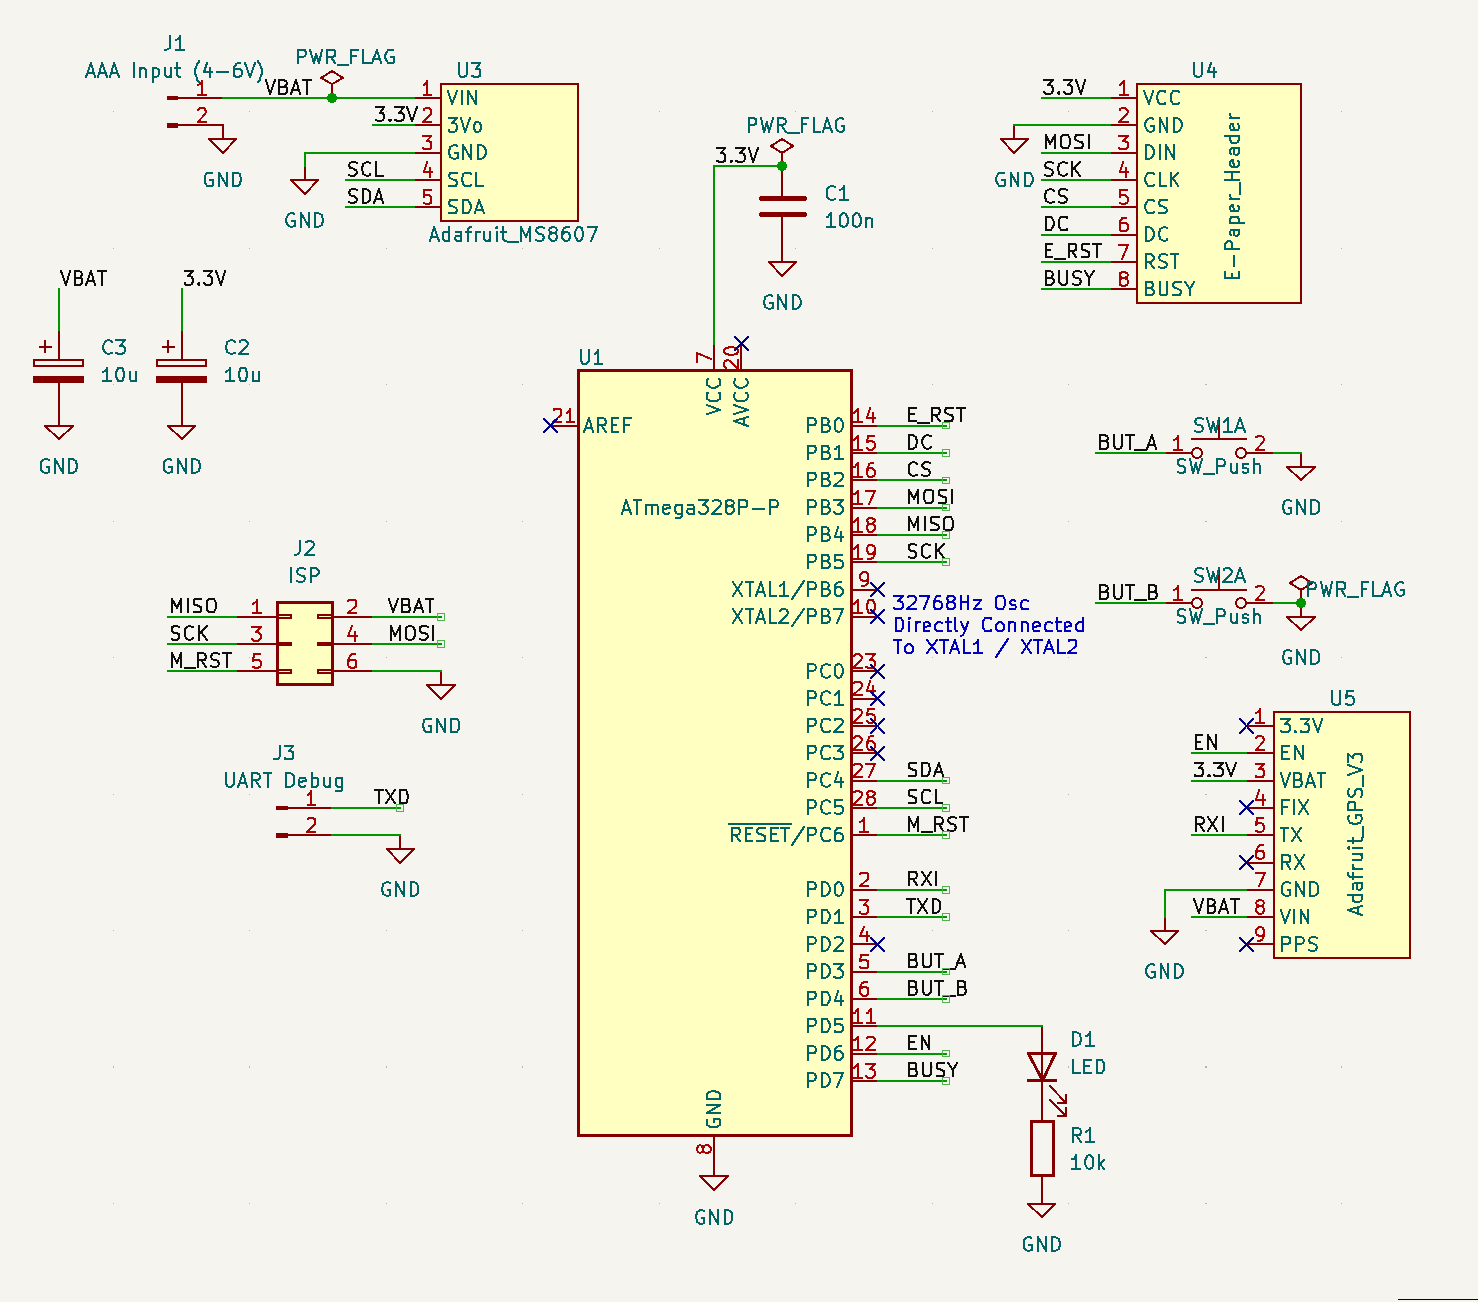 J1
AAA Input (4-6V)
1
2
VBAT
PWR_FLAG
GND
U3
1 VIN
3.3V 2 3Vo
3 GND
SCL 4 SCL
SDA 5 SDA
GND
Adafruit_MS8607
PWR_FLAG
3.3V
C1
100n
GND
U4
3.3V 1 VCC
2 GND
MOSI 3 DIN
GND SCK 4 CLK
CS 5 CS
DC 6 DC
E_RST 7 RST
BUSY 8 BUSY
E-Paper_Header
VBAT
C3
10u
GND
3.3V
C2
10u
GND
U1
7
VCC
20
AVCC
21 AREF
ATmega328P-P
PB0 14 E_RST
PB1 15 DC
PB2 16 CS
PB3 17 MOSI
PB4 18 MISO
PB5 19 SCK
XTAL1/PB6 9
XTAL2/PB7 10
32768Hz Osc
Directly Connected
To XTAL1 / XTAL2
PC0 23
PC1 24
PC2 25
PC3 26
PC4 27 SDA
PC5 28 SCL
RESET/PC6 1 M_RST
PD0 2 RXI
PD1 3 TXD
PD2 4
PD3 5 BUT_A
PD4 6 BUT_B
PD5 11
PD6 12 EN
PD7 13 BUSY
GND
8
GND
SW1A
BUT_A 1 2
SW_Push
GND
SW2A
BUT_B 1 2
PWR_FLAG
SW_Push
GND
J2
ISP
MISO 1 2 VBAT
SCK 3 4 MOSI
M_RST 5 6
GND
J3
UART Debug
1 TXD
2
GND
U5
1 3.3V
EN 2 EN
3.3V 3 VBAT
4 FIX
RXI 5 TX
6 RX
7 GND
VBAT 8 VIN
9 PPS
GND
Adafruit_GPS_V3
D1
LED
R1
10k
GND